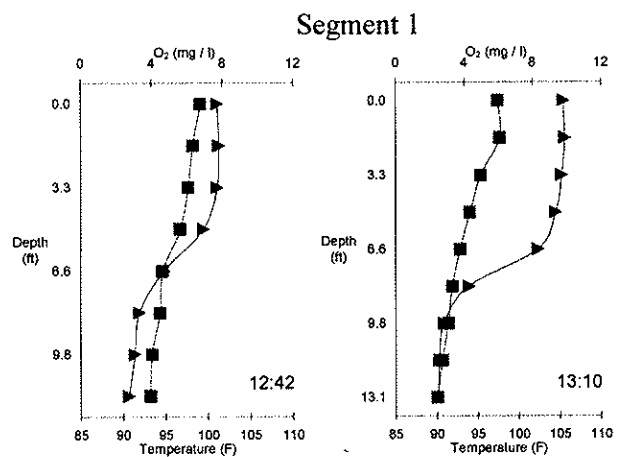 Segment 1
O₂ (mg / l)
0 4 8 12
0.0
3.3
Depth
(ft)
6.6
9.8
12:42
85 90 95 100 105 110
Temperature (F)
O₂ (mg / l)
0 4 8 12
0.0
3.3
Depth
(ft)
6.6
9.8
13.1
13:10
85 90 95 100 105 110
Temperature (F)